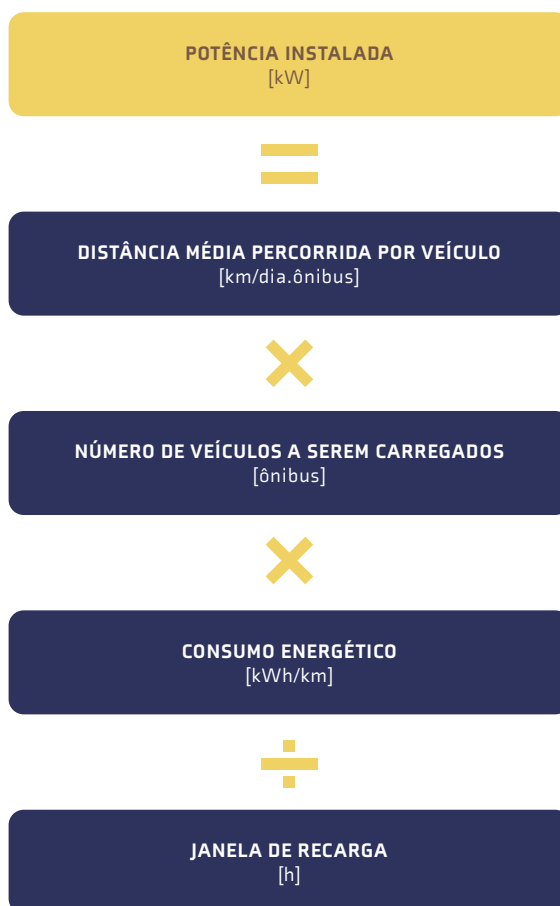 POTÊNCIA INSTALADA
[kW]
=
DISTÂNCIA MÉDIA PERCORRIDA POR VEÍCULO
[km/dia.ônibus]
×
NÚMERO DE VEÍCULOS A SEREM CARREGADOS
[ônibus]
×
CONSUMO ENERGÉTICO
[kWh/km]
÷
JANELA DE RECARGA
[h]